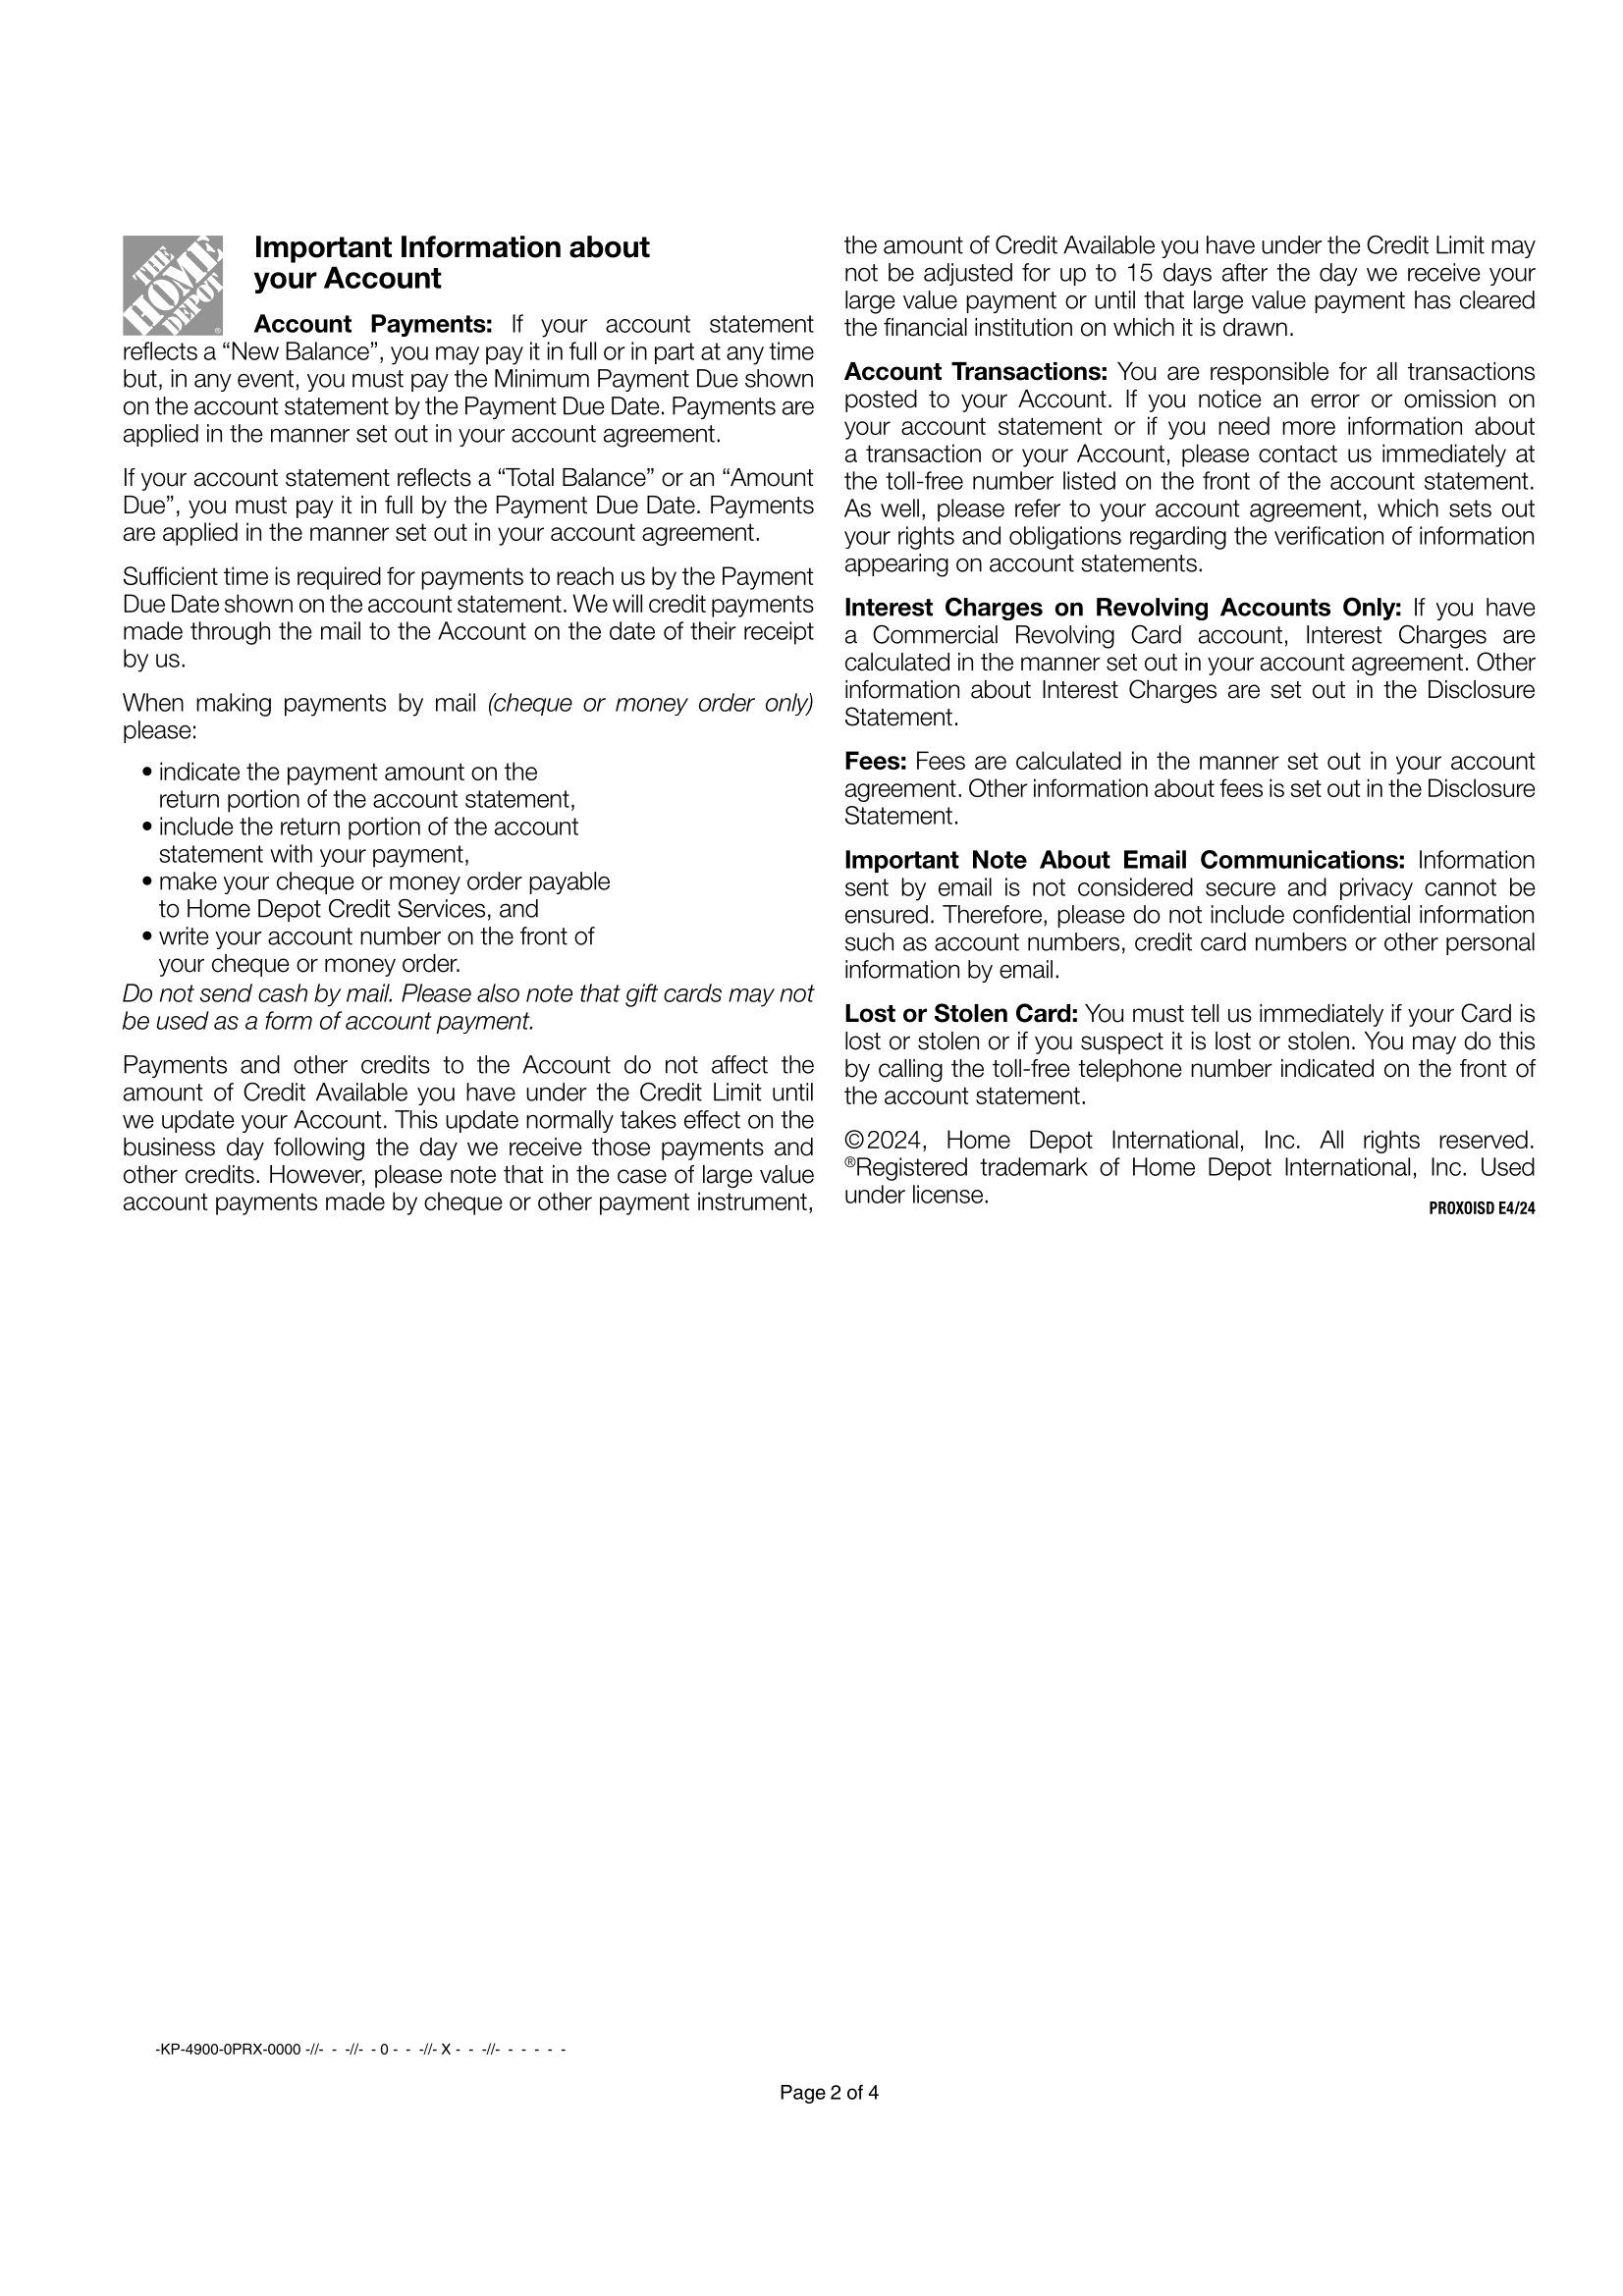 THE
HOME
DEPOT
®
Important Information about
your Account
Account Payments: If your account statement
reflects a “New Balance”, you may pay it in full or in part at any time
but, in any event, you must pay the Minimum Payment Due shown
on the account statement by the Payment Due Date. Payments are
applied in the manner set out in your account agreement.
If your account statement reflects a “Total Balance” or an “Amount
Due”, you must pay it in full by the Payment Due Date. Payments
are applied in the manner set out in your account agreement.
Sufficient time is required for payments to reach us by the Payment
Due Date shown on the account statement. We will credit payments
made through the mail to the Account on the date of their receipt
by us.
When making payments by mail (cheque or money order only)
please:
• indicate the payment amount on the
return portion of the account statement,
• include the return portion of the account
statement with your payment,
• make your cheque or money order payable
to Home Depot Credit Services, and
• write your account number on the front of
your cheque or money order.
Do not send cash by mail. Please also note that gift cards may not
be used as a form of account payment.
Payments and other credits to the Account do not affect the
amount of Credit Available you have under the Credit Limit until
we update your Account. This update normally takes effect on the
business day following the day we receive those payments and
other credits. However, please note that in the case of large value
account payments made by cheque or other payment instrument,
the amount of Credit Available you have under the Credit Limit may
not be adjusted for up to 15 days after the day we receive your
large value payment or until that large value payment has cleared
the financial institution on which it is drawn.
Account Transactions: You are responsible for all transactions
posted to your Account. If you notice an error or omission on
your account statement or if you need more information about
a transaction or your Account, please contact us immediately at
the toll-free number listed on the front of the account statement.
As well, please refer to your account agreement, which sets out
your rights and obligations regarding the verification of information
appearing on account statements.
Interest Charges on Revolving Accounts Only: If you have
a Commercial Revolving Card account, Interest Charges are
calculated in the manner set out in your account agreement. Other
information about Interest Charges are set out in the Disclosure
Statement.
Fees: Fees are calculated in the manner set out in your account
agreement. Other information about fees is set out in the Disclosure
Statement.
Important Note About Email Communications: Information
sent by email is not considered secure and privacy cannot be
ensured. Therefore, please do not include confidential information
such as account numbers, credit card numbers or other personal
information by email.
Lost or Stolen Card: You must tell us immediately if your Card is
lost or stolen or if you suspect it is lost or stolen. You may do this
by calling the toll-free telephone number indicated on the front of
the account statement.
©2024, Home Depot International, Inc. All rights reserved.
®Registered trademark of Home Depot International, Inc. Used
under license.
PROXOISD E4/24
-KP-4900-0PRX-0000 -//- - -//- - 0 - - -//- X - - -//- - - - - -
Page 2 of 4